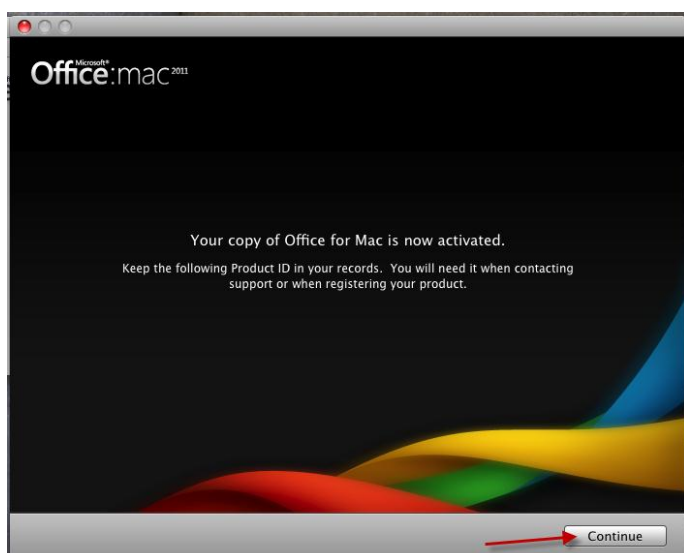 Microsoft®
Office:mac 2011
Your copy of Office for Mac is now activated.
Keep the following Product ID in your records. You will need it when contacting
support or when registering your product.
Continue